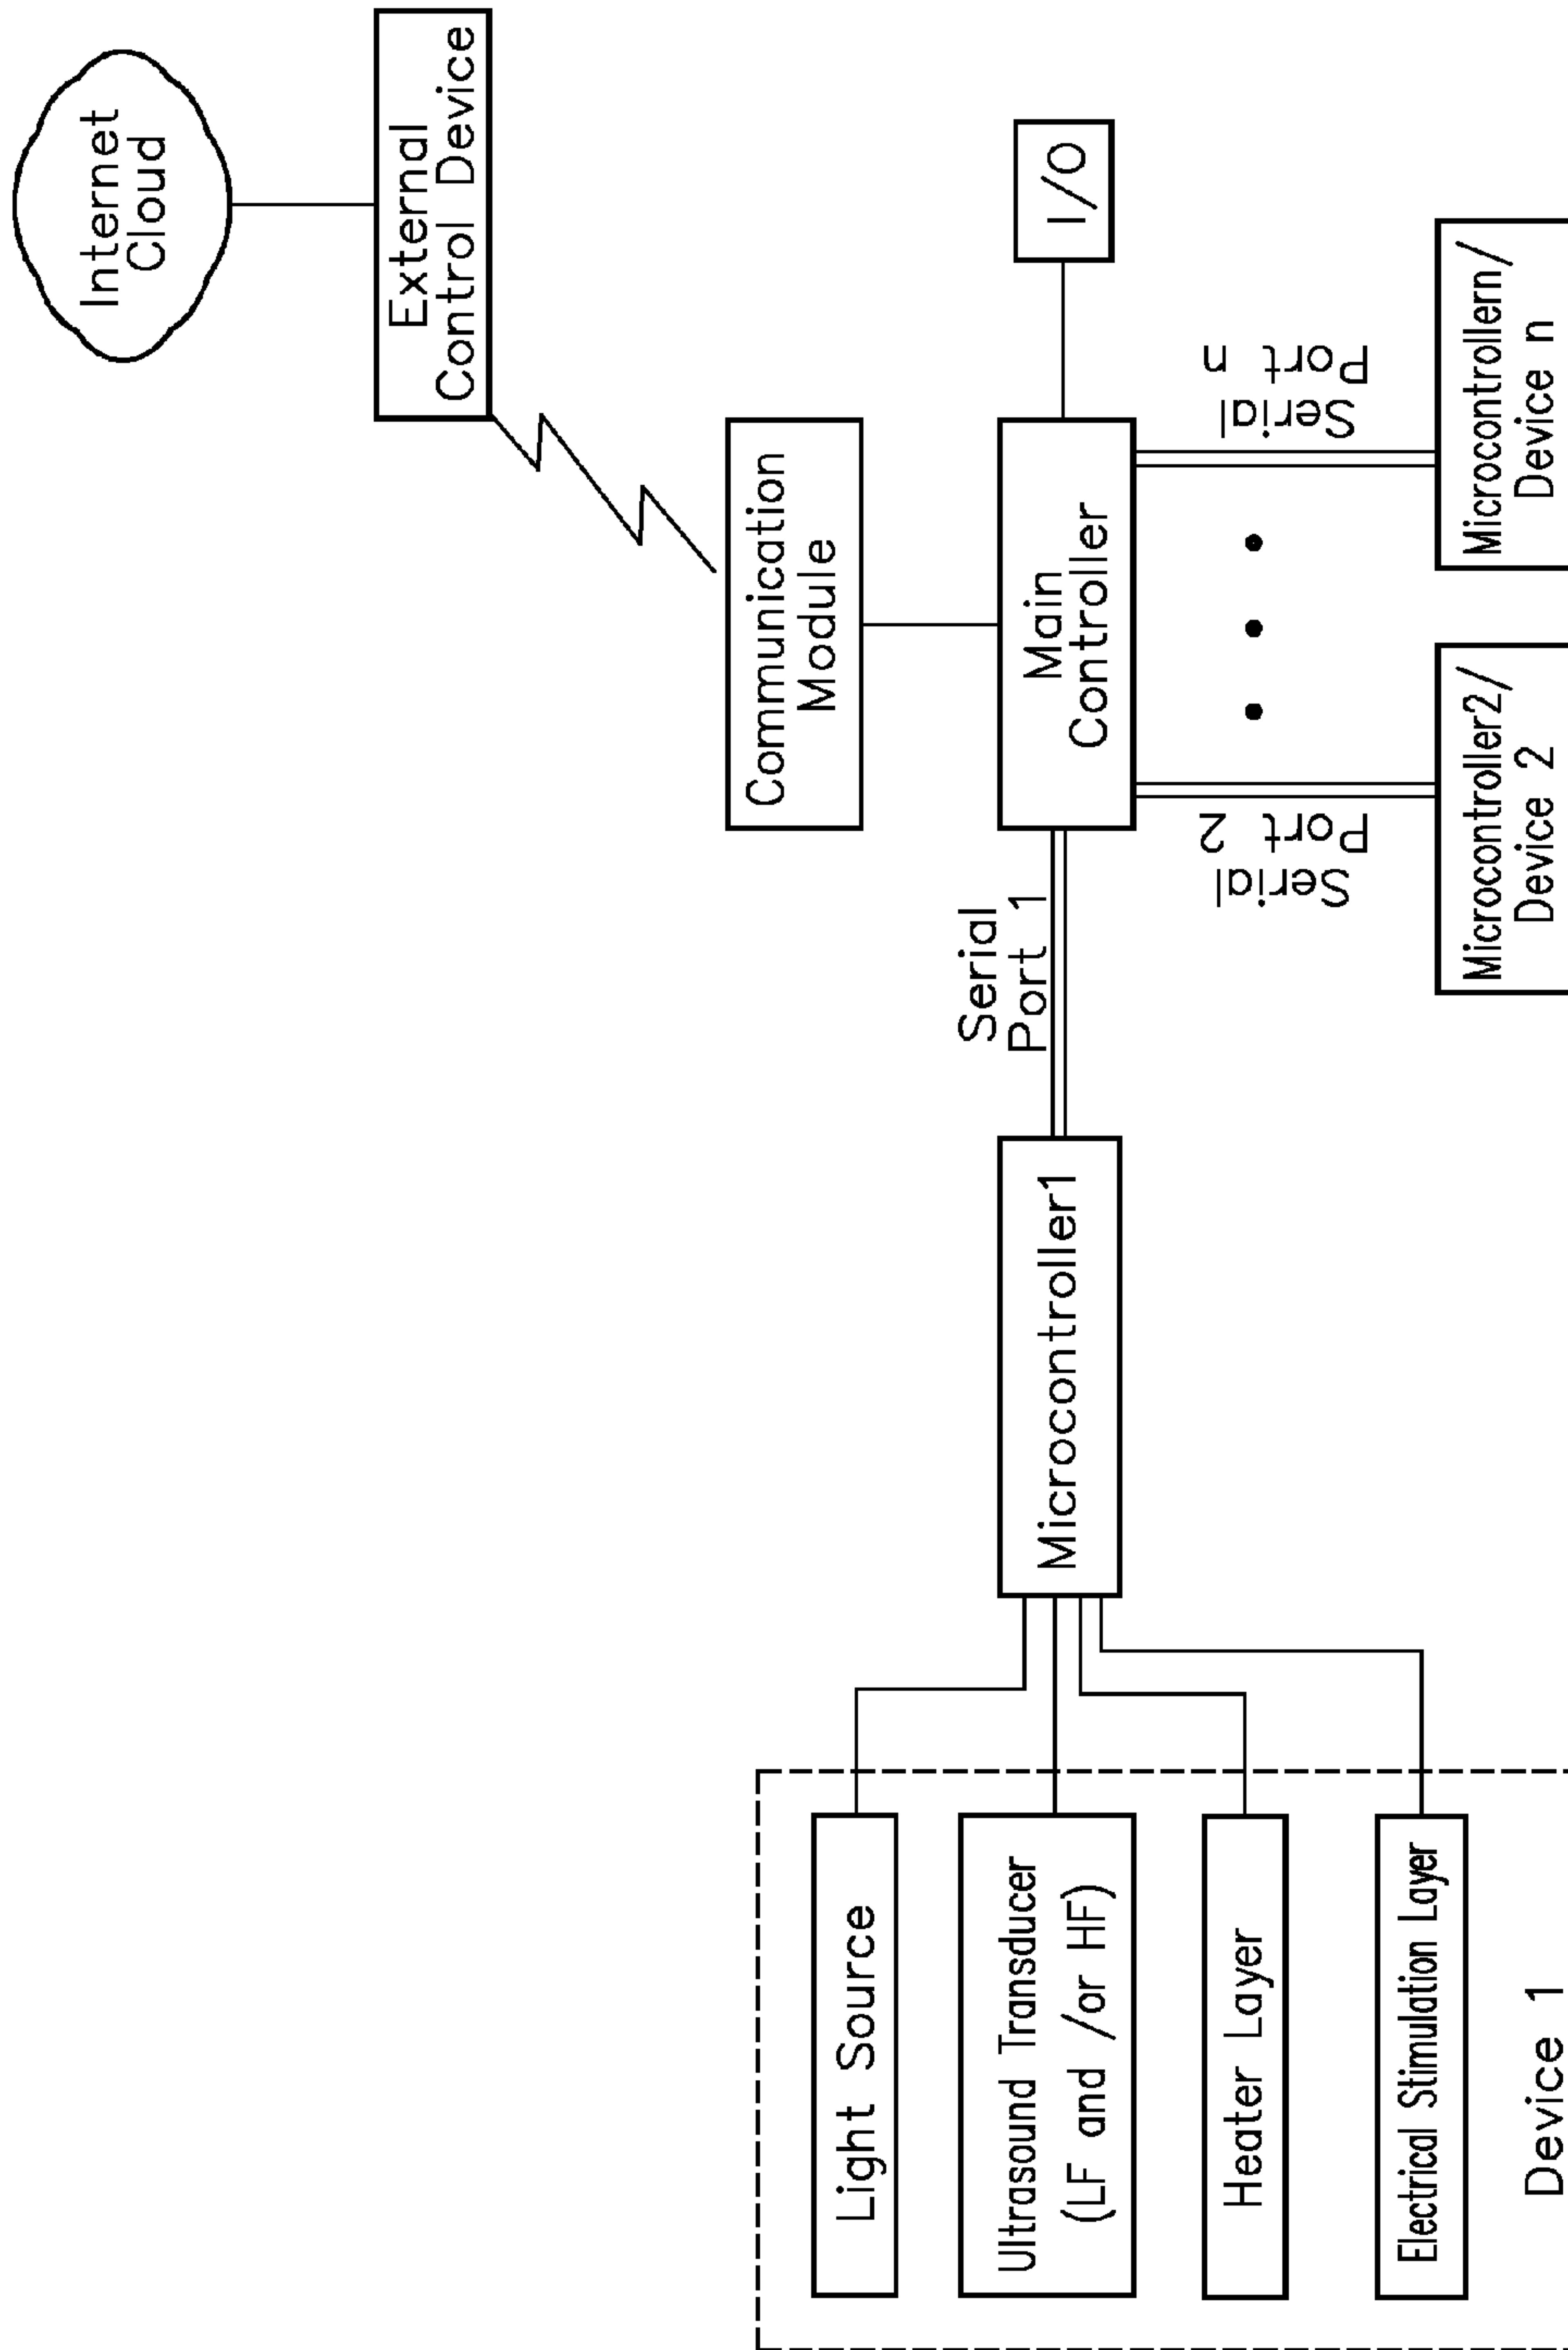 Internet
Cloud
External
Control Device
Communication
Module
Main
Controller
I/O
Serial
Port 1
Serial
Port 2
Serial
Port n
Microcontroller1
Microcontroller2/
Device 2
Microcontrollern/
Device n
Light Source
Ultrasound Transducer
(LF and /or HF)
Heater Layer
Electrical Stimulation Layer
Device 1